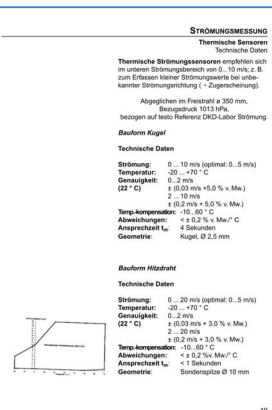 STRÖMUNGSMESSUNG
Thermische Sensoren
Technische Daten
Thermische Strömungssensoren empfehlen sich
im unteren Strömungsbereich von 0...10 m/s; z. B.
zum Erfassen kleiner Strömungswerte bei unbe-
kannter Strömungsrichtung (→ Zugerscheinung).
Abgeglichen im Freistrahl ø 350 mm,
Bezugsdruck 1013 hPa,
bezogen auf testo Referenz DKD-Labor Strömung.
Bauform Kugel
Technische Daten
Strömung: 0 ... 10 m/s (optimal: 0...5 m/s)
Temperatur: -20 ... +70 ° C
Genauigkeit: 0...2 m/s
(22 ° C) ± (0,03 m/s +5,0 % v. Mw.)
2 ... 10 m/s
± (0,2 m/s + 5,0 % v. Mw.)
Temp.-kompensation: -10...60 ° C
Abweichungen: < ± 0,2 % v. Mw./° C
Ansprechzeit t₉₉: 4 Sekunden
Geometrie: Kugel, Ø 2,5 mm
Bauform Hitzdraht
Technische Daten
Strömung: 0 ... 20 m/s (optimal: 0...5 m/s)
Temperatur: -20 ... +70 ° C
Genauigkeit: 0...2 m/s
(22 ° C) ± (0,03 m/s + 3,0 % v. Mw.)
2 ...20 m/s
± (0,2 m/s + 3,0 % v. Mw.)
Temp.-kompensation: -10...60 ° C
Abweichungen: < ± 0,2 %v. Mw./° C
Ansprechzeit t₉₉: < 1 Sekunden
Geometrie: Sondenspitze Ø 10 mm